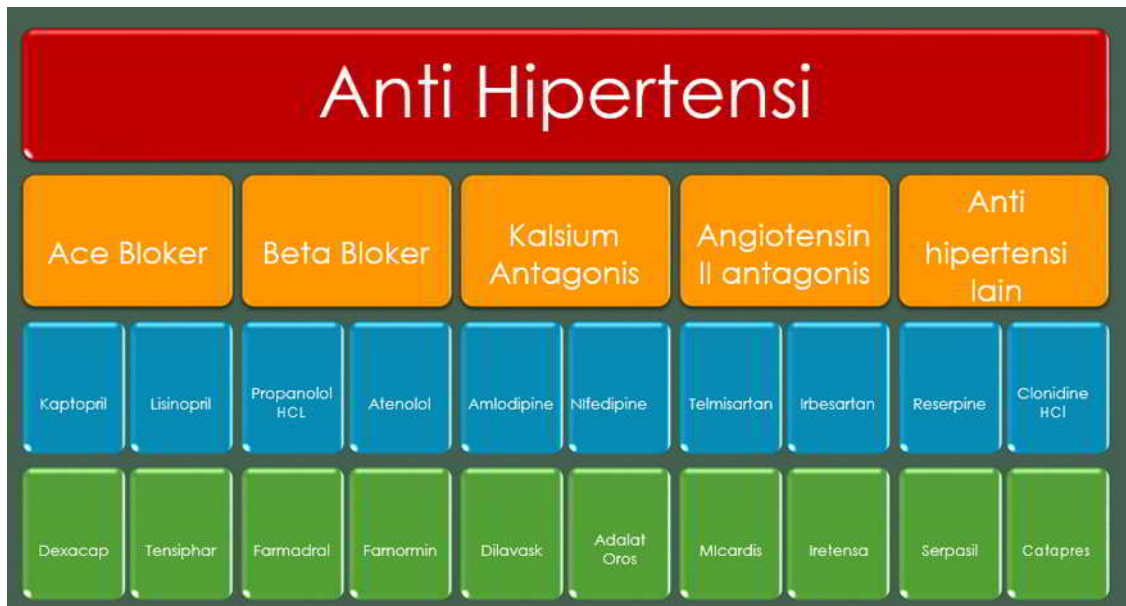 Anti Hipertensi
Ace Bloker
Beta Bloker
Kalsium
Antagonis
Angiotensin
II antagonis
Anti
hipertensi
lain
Kaptopril
Lisinopril
Propanolol
HCL
Atenolol
Amlodipine
NIfedipine
Telmisartan
Irbesartan
Reserpine
Clonidine
HCl
Dexacap
Tensiphar
Farmadral
Farnormin
Dilavask
Adalat
Oros
MIcardis
Iretensa
Serpasil
Catapres